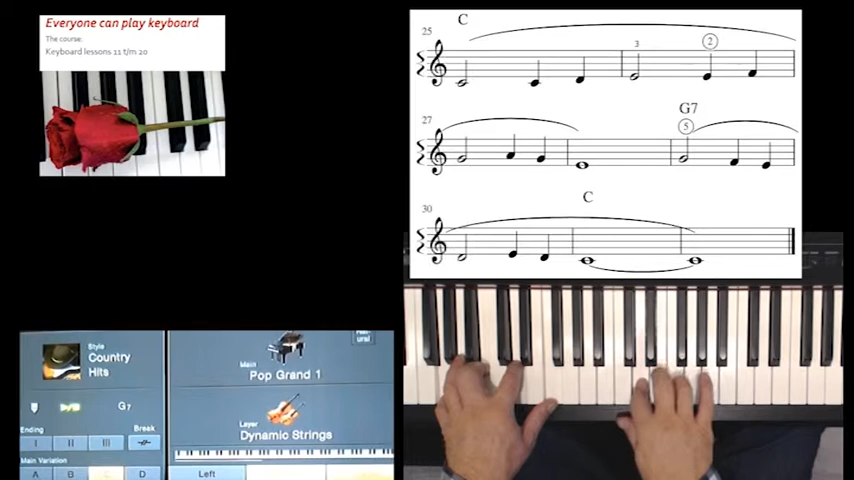 Everyone can play keyboard
The course:
Keyboard lessons 11 t/m 20
C
25
3
2
27
G7
5
30
C
Style
Country
Hits
G7
Ending
I II III
Break
Main Variation
A B C D
Main
Pop Grand 1
Layer
Dynamic Strings
Left